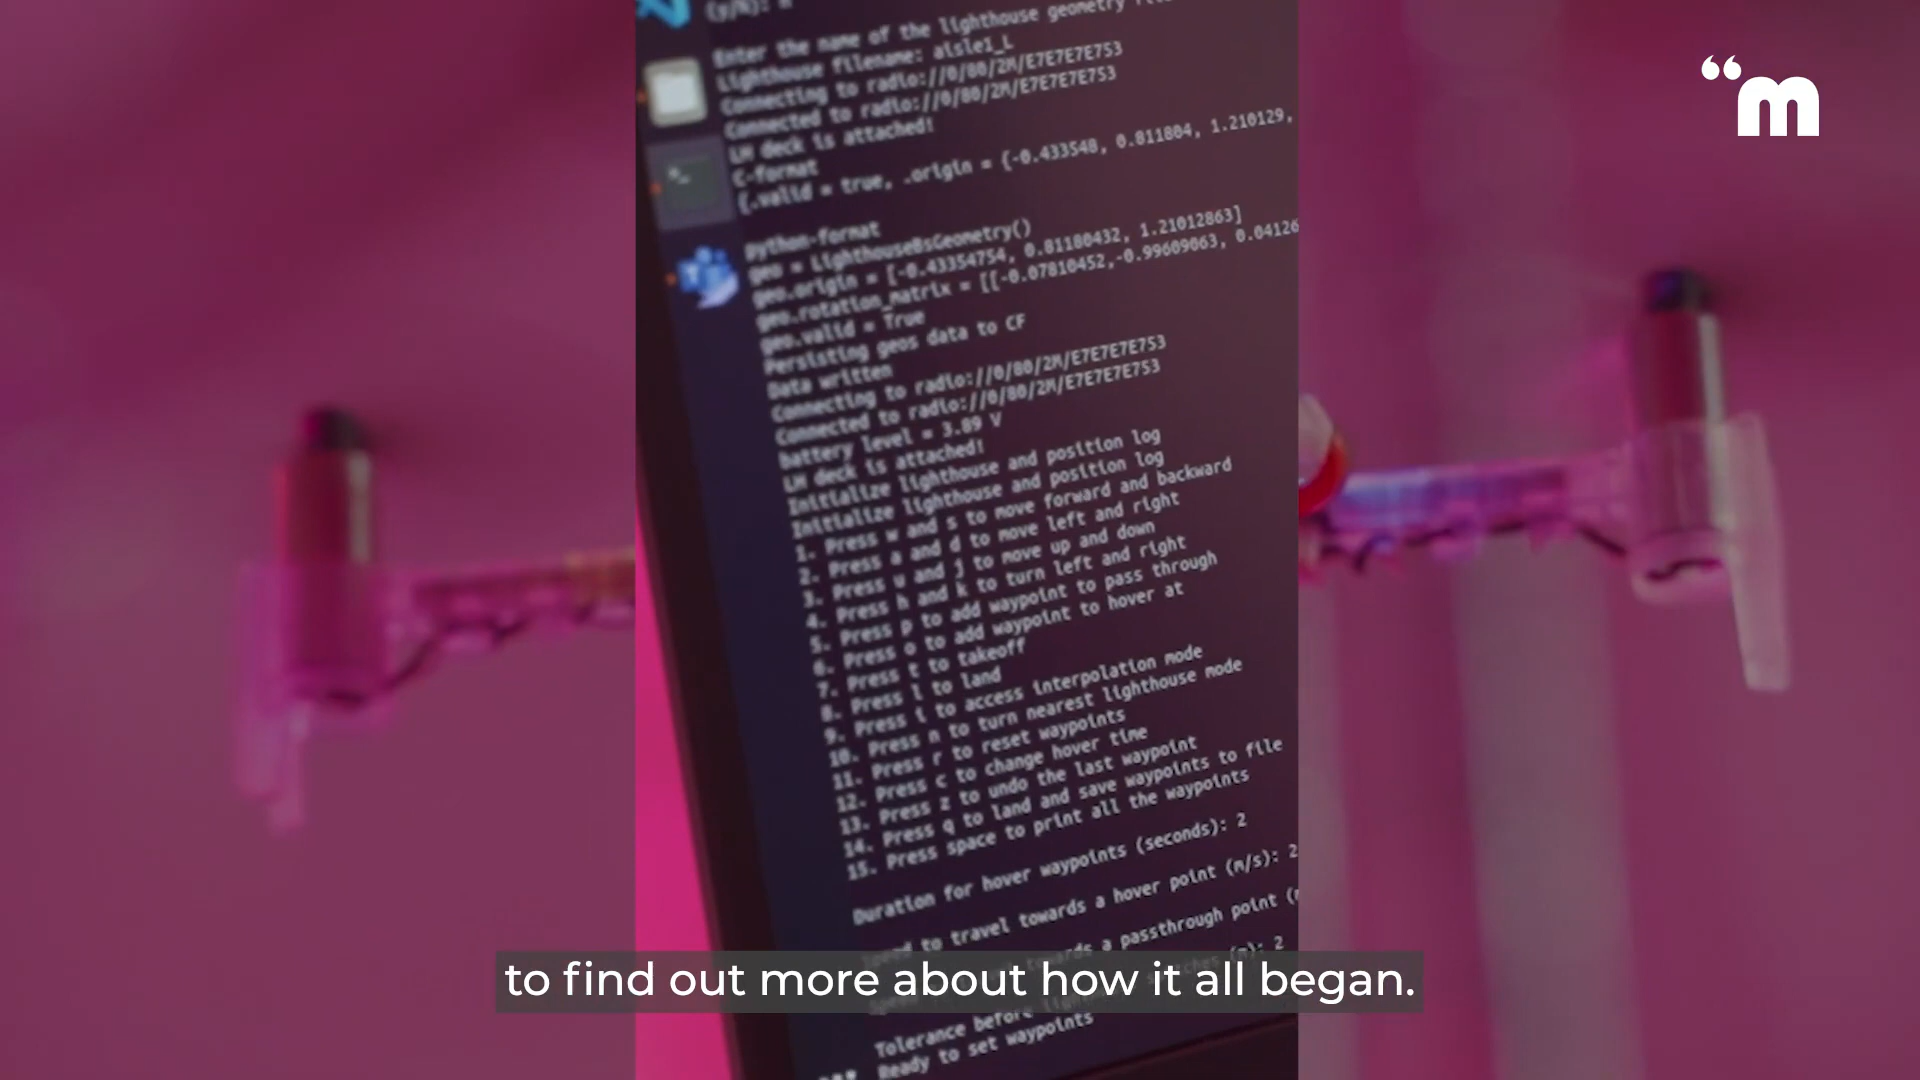 “m
(y/N): n
Enter the name of the lighthouse geometry
Lighthouse filename: aisle1_L
Connecting to radio://0/80/2M/E7E7E7E753
Connected to radio://0/80/2M/E7E7E7E753
LH deck is attached!
C-format
{.valid = true, .origin = {-0.433548, 0.811804, 1.210129,
python-format
geo = LighthouseBsGeometry()
geo.origin = [-0.43354754, 0.81180432, 1.21012863]
geo.rotation_matrix = [[-0.07810452,-0.99609063, 0.04126
geo.valid = True
Persisting geos data to CF
Data written
Connecting to radio://0/80/2M/E7E7E7E753
Connected to radio://0/80/2M/E7E7E7E753
battery level = 3.89 V
LH deck is attached!
Initialize lighthouse and position log
Initialize lighthouse and position log
1. Press w and s to move forward and backward
2. Press a and d to move left and right
3. Press u and j to move up and down
4. Press h and k to turn left and right
5. Press p to add waypoint to pass through
6. Press o to add waypoint to hover at
7. Press t to takeoff
8. Press l to land
9. Press i to access interpolation mode
10. Press n to turn nearest lighthouse mode
11. Press r to reset waypoints
12. Press c to change hover time
13. Press z to undo the last waypoint
14. Press q to land and save waypoints to file
15. Press space to print all the waypoints
Duration for hover waypoints (seconds): 2
to travel towards a hover point (m/s): 2
towards a passthrough point (
(m): 2
Tolerance before
Ready to set waypoints
to find out more about how it all began.